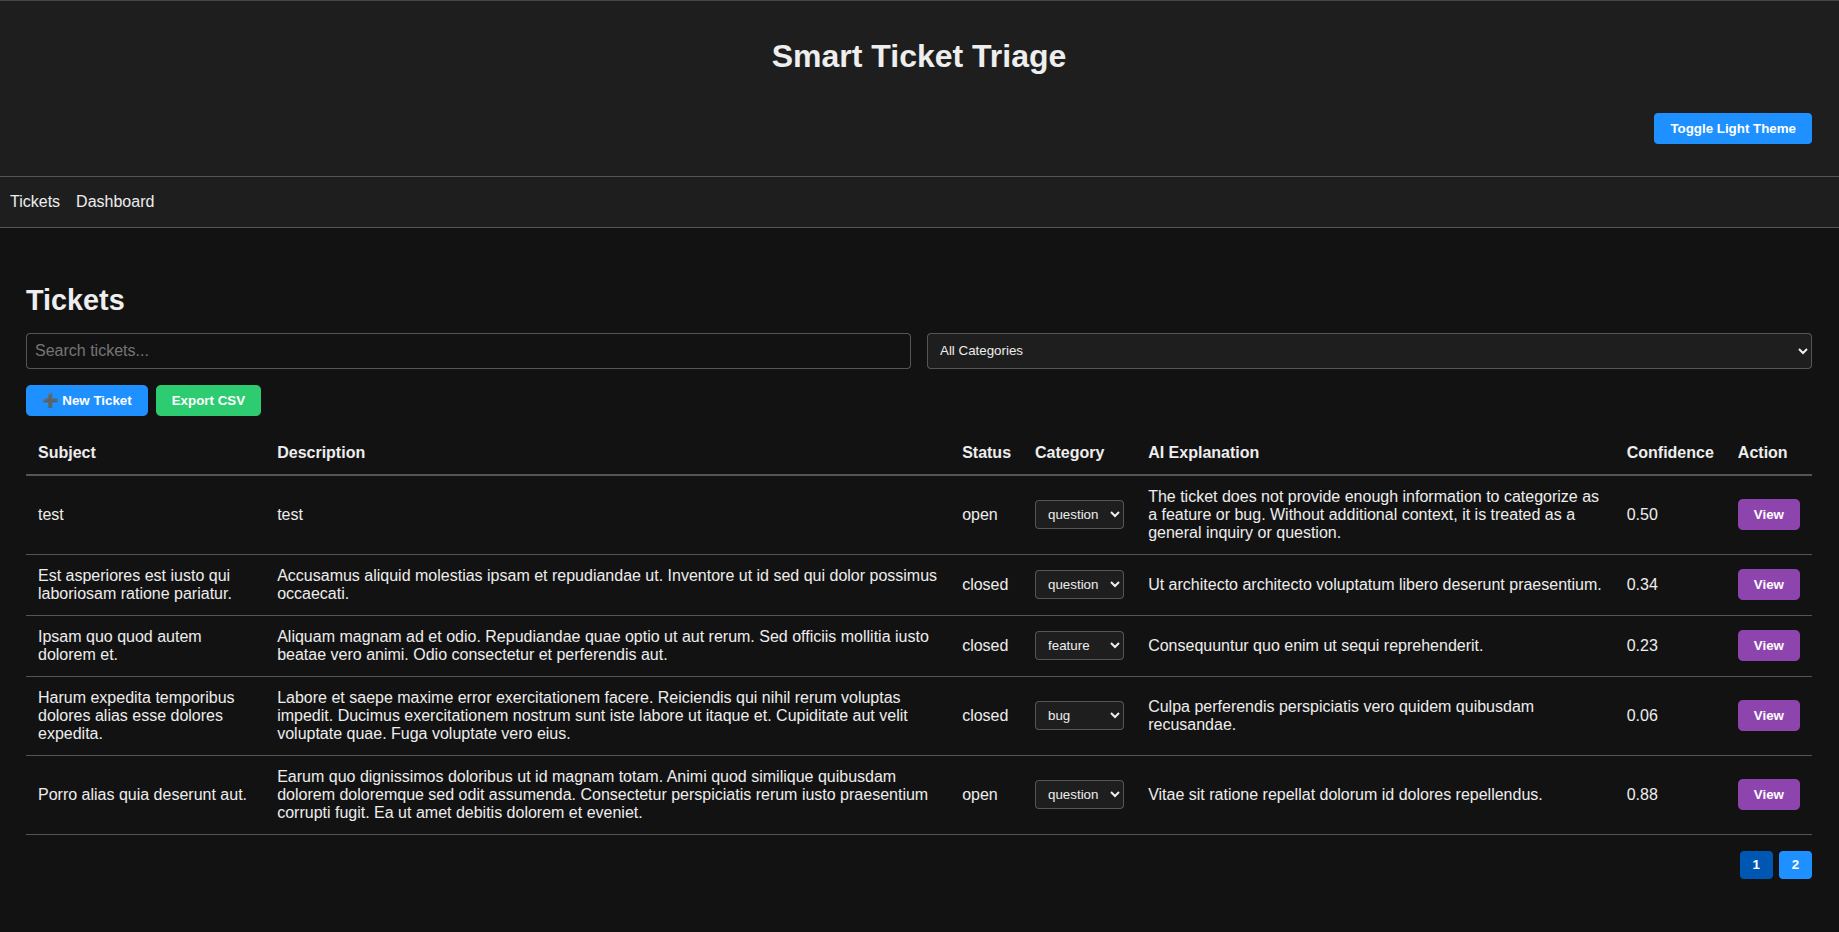 Smart Ticket Triage
Toggle Light Theme
Tickets Dashboard
Tickets
Search tickets... All Categories
➕ New Ticket Export CSV
Subject Description Status Category AI Explanation Confidence Action
test test open question The ticket does not provide enough information to categorize as
a feature or bug. Without additional context, it is treated as a
general inquiry or question. 0.50 View
Est asperiores est iusto qui
laboriosam ratione pariatur.
Accusamus aliquid molestias ipsam et repudiandae ut. Inventore ut id sed qui dolor possimus
occaecati.
closed question Ut architecto architecto voluptatum libero deserunt praesentium. 0.34 View
Ipsam quo quod autem
dolorem et.
Aliquam magnam ad et odio. Repudiandae quae optio ut aut rerum. Sed officiis mollitia iusto
beatae vero animi. Odio consectetur et perferendis aut.
closed feature Consequuntur quo enim ut sequi reprehenderit. 0.23 View
Harum expedita temporibus
dolores alias esse dolores
expedita.
Labore et saepe maxime error exercitationem facere. Reiciendis qui nihil rerum voluptas
impedit. Ducimus exercitationem nostrum sunt iste labore ut itaque et. Cupiditate aut velit
voluptate quae. Fuga voluptate vero eius.
closed bug Culpa perferendis perspiciatis vero quidem quibusdam
recusandae. 0.06 View
Porro alias quia deserunt aut.
Earum quo dignissimos doloribus ut id magnam totam. Animi quod similique quibusdam
dolorem doloremque sed odit assumenda. Consectetur perspiciatis rerum iusto praesentium
corrupti fugit. Ea ut amet debitis dolorem et eveniet.
open question Vitae sit ratione repellat dolorum id dolores repellendus. 0.88 View
1 2